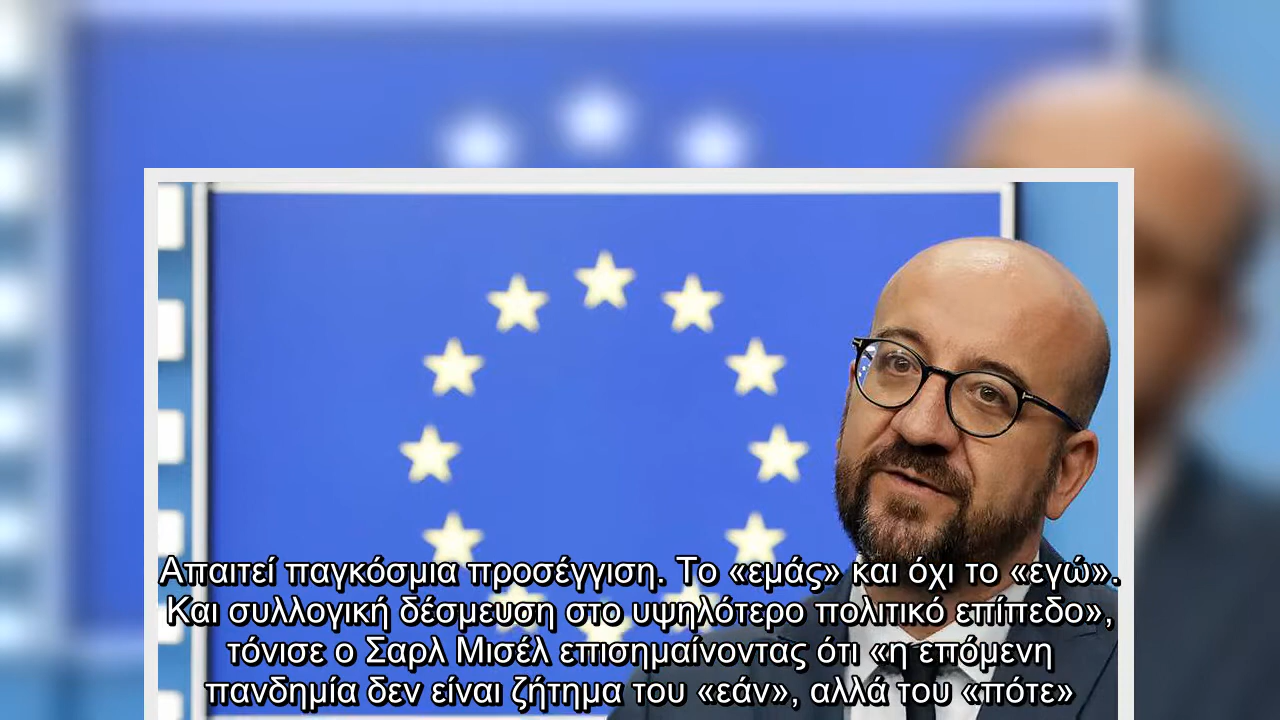 Απαιτεί παγκόσμια προσέγγιση. Το «εμάς» και όχι το «εγώ».
Και συλλογική δέσμευση στο υψηλότερο πολιτικό επίπεδο»,
τόνισε ο Σαρλ Μισέλ επισημαίνοντας ότι «η επόμενη
πανδημία δεν είναι ζήτημα του «εάν», αλλά του «πότε»